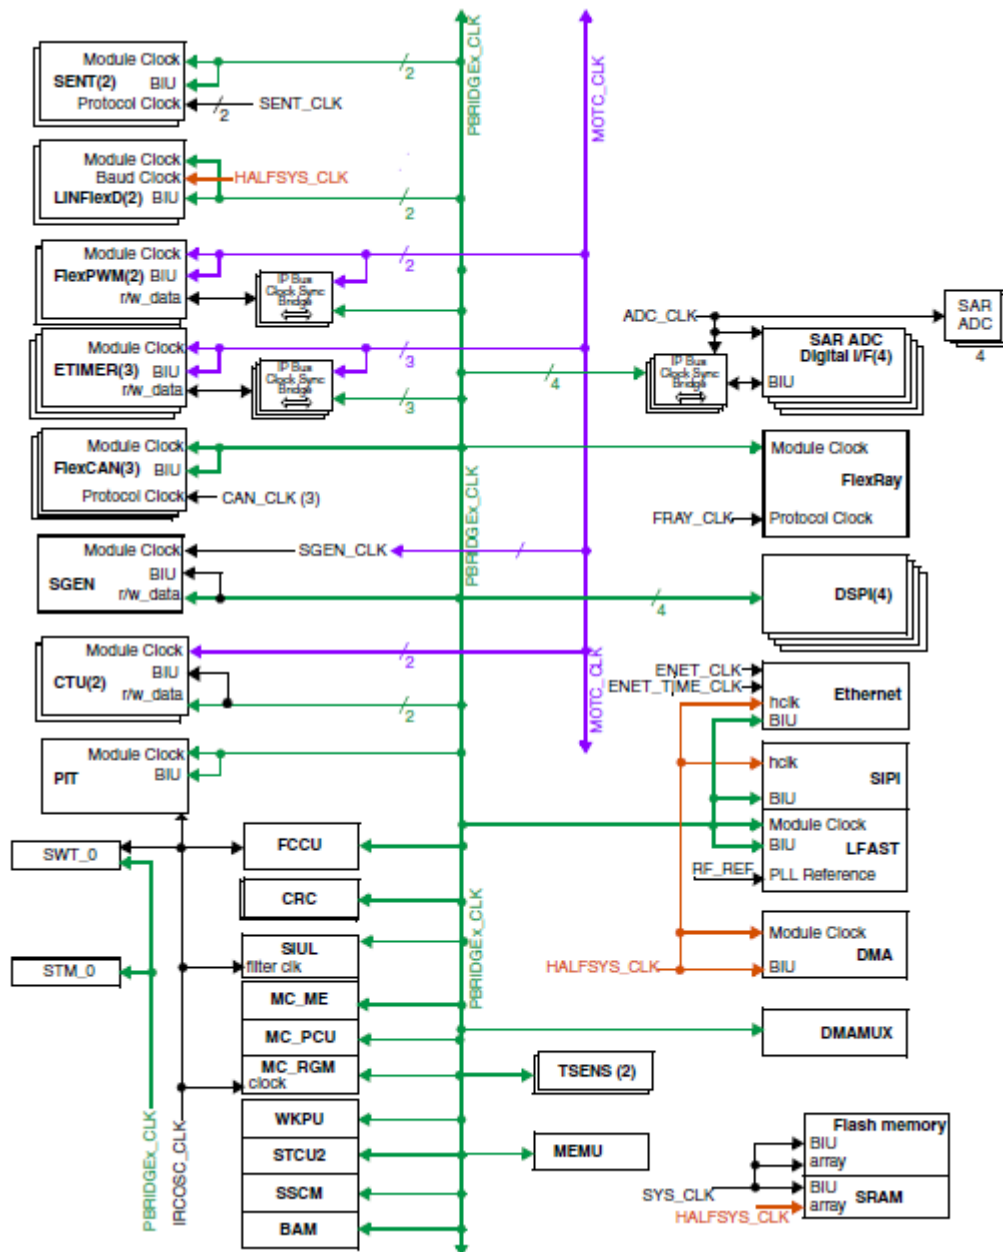 Module Clock
SENT(2)
BIU
Protocol Clock
2
SENT_CLK
2
PBRIDGEx_CLK
MOTC_CLK
Module Clock
Baud Clock
HALFSYS_CLK
LINFlexD(2) BIU
2
Module Clock
FlexPWM(2) BIU
r/w_data
2
IP Bus
Clock Sync
Bridge
Module Clock
ETIMER(3) BIU
r/w_data
3
IP Bus
Clock Sync
Bridge
3
4
ADC_CLK
IP Bus
Clock Sync
Bridge
SAR ADC
Digital I/F(4)
BIU
SAR
ADC
4
Module Clock
FlexCAN(3) BIU
Protocol Clock
CAN_CLK (3)
PBRIDGEx_CLK
Module Clock
FlexRay
FRAY_CLK
Protocol Clock
Module Clock
SGEN_CLK
BIU
SGEN
r/w_data
4
DSPI(4)
Module Clock
BIU
CTU(2)
r/w_data
2
2
MOTC_CLK
ENET_CLK
ENET_TIME_CLK
Ethernet
hclk
BIU
Module Clock
PIT
BIU
hclk
SIPI
BIU
Module Clock
BIU
LFAST
RF_REF
PLL Reference
SWT_0
FCCU
CRC
PBRIDGEx_CLK
SIUL
filter clk
STM_0
HALFSYS_CLK
Module Clock
DMA
BIU
MC_ME
MC_PCU
DMAMUX
MC_RGM
clock
TSENS (2)
PBRIDGEx_CLK
IRCOSC_CLK
WKPU
STCU2
MEMU
SSCM
BAM
Flash memory
BIU
array
SYS_CLK
BIU
SRAM
array
HALFSYS_CLK